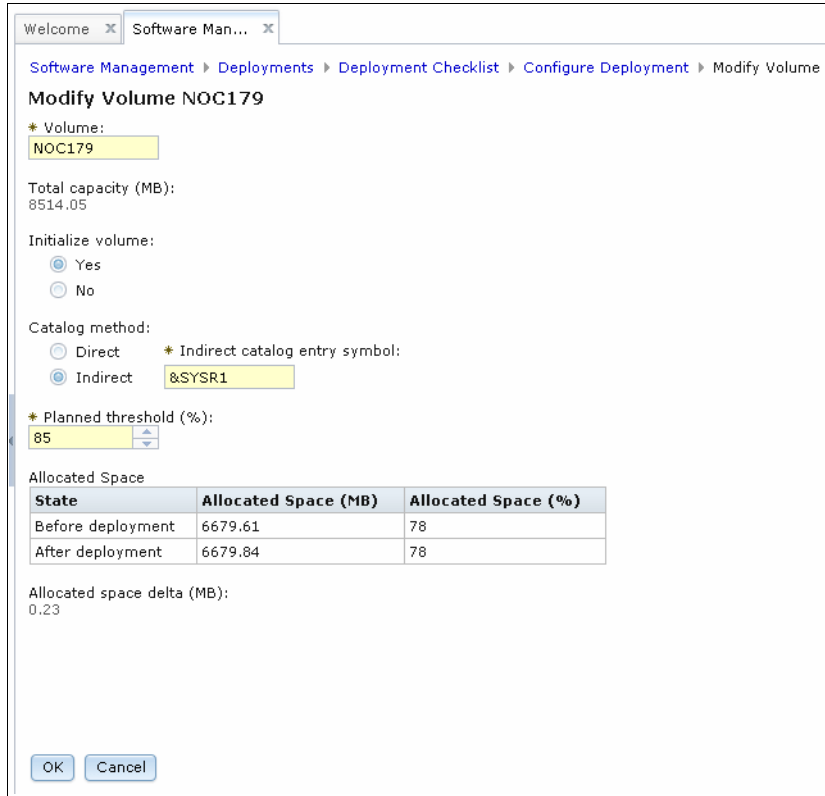 Welcome X Software Man... X
Software Management Deployments Deployment Checklist Configure Deployment Modify Volume
Modify Volume NOC179
* Volume:
NOC179
Total capacity (MB):
8514.05
Initialize volume:
Yes
No
Catalog method:
Direct * Indirect catalog entry symbol:
Indirect &SYSR1
* Planned threshold (%):
85
Allocated Space
State Allocated Space (MB) Allocated Space (%)
Before deployment 6679.61 78
After deployment 6679.84 78
Allocated space delta (MB):
0.23
OK Cancel